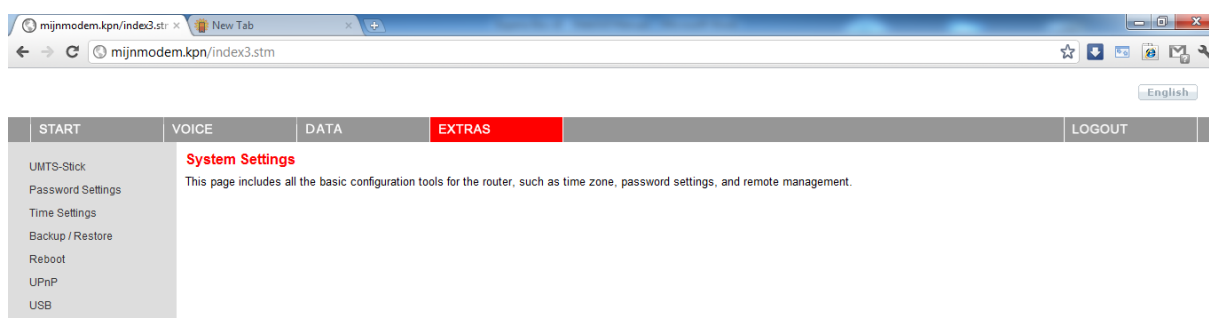 mijnmodem.kpn/index3.str
New Tab
mijnmodem.kpn/index3.stm
English
START VOICE DATA EXTRAS LOGOUT
System Settings
This page includes all the basic configuration tools for the router, such as time zone, password settings, and remote management.
UMTS-Stick
Password Settings
Time Settings
Backup / Restore
Reboot
UPnP
USB